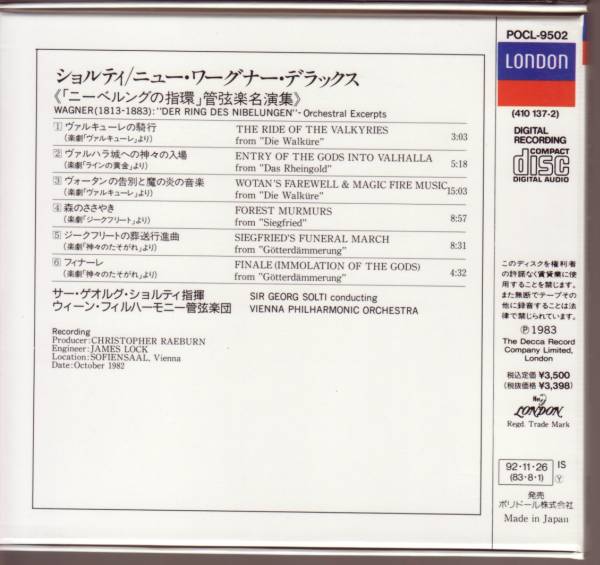 ショルティ/ニュー・ワーグナー・デラックス
《「ニーベルングの指環」管弦楽名演集》
WAGNER(1813-1883):"DER RING DES NIBELUNGEN"-Orchestral Excerpts
1 ヴァルキューレの騎行 THE RIDE OF THE VALKYRIES
(楽劇「ヴァルキューレ」より) from "Die Walküre" 3:03
2 ヴァルハラ城への神々の入場 ENTRY OF THE GODS INTO VALHALLA
(楽劇「ラインの黄金」より) from "Das Rheingold" 5:18
3 ヴォータンの告別と魔の炎の音楽 WOTAN'S FAREWELL & MAGIC FIRE MUSIC
(楽劇「ヴァルキューレ」より) from "Die Walküre" 15:03
4 森のささやき FOREST MURMURS
(楽劇「ジークフリート」より) from "Siegfried" 8:57
5 ジークフリートの葬送行進曲 SIEGFRIED'S FUNERAL MARCH
(楽劇「神々のたそがれ」より) from "Götterdämmerung" 8:31
6 フィナーレ FINALE (IMMOLATION OF THE GODS)
(楽劇「神々のたそがれ」より) from "Götterdämmerung" 4:32
サー・ゲオルグ・ショルティ指揮 SIR GEORG SOLTI conducting
ウィーン・フィルハーモニー管弦楽団 VIENNA PHILHARMONIC ORCHESTRA
Recording
Producer:CHRISTOPHER RAEBURN
Engineer:JAMES LOCK
Location:SOFIENSAAL, Vienna
Date:October 1982
POCL-9502
LONDON
(410 137-2)
DIGITAL
RECORDING
COMPACT
disc
DIGITAL AUDIO
このディスクを権利者
の許諾なく賃貸業に使
用することを禁じます。
また無断でテープその
他に録音することは法
律で禁じられています。
Ⓟ 1983
The Decca Record
Company Limited,
London
税込定価 ¥3,500
(税抜価格 ¥3,398)
LONDON
Regd. Trade Mark
92・11・26 IS
(83・8・1) Ⓨ
発売
ポリドール株式会社
Made in Japan